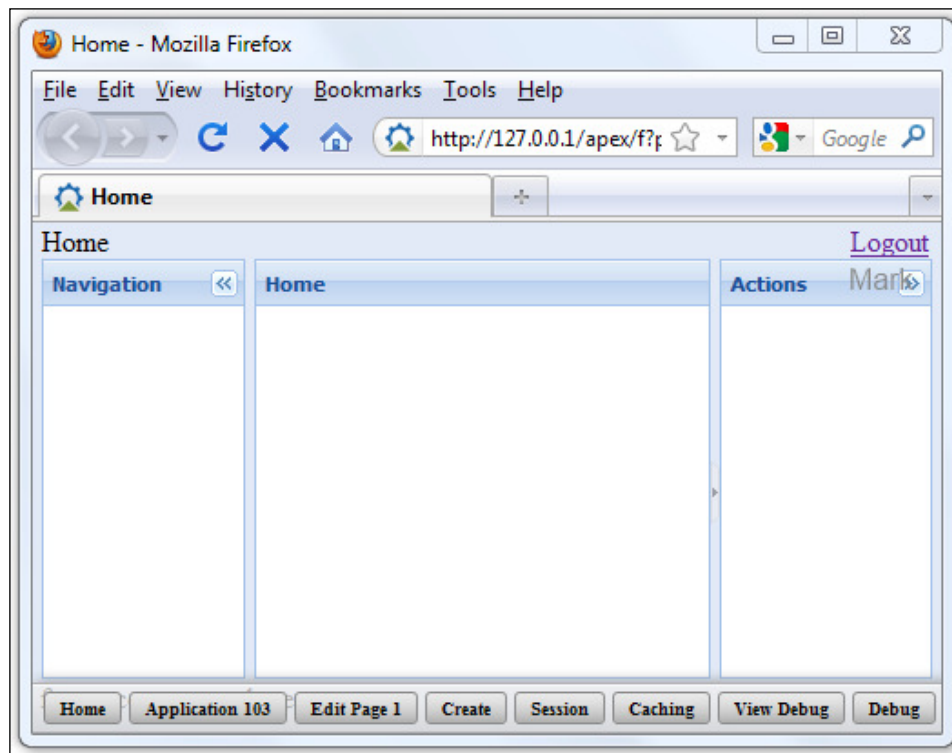 Home - Mozilla Firefox
File Edit View History Bookmarks Tools Help
http://127.0.0.1/apex/f?p
Google
Home
Home Logout
Navigation Home Actions Mark
Home Application 103 Edit Page 1 Create Session Caching View Debug Debug